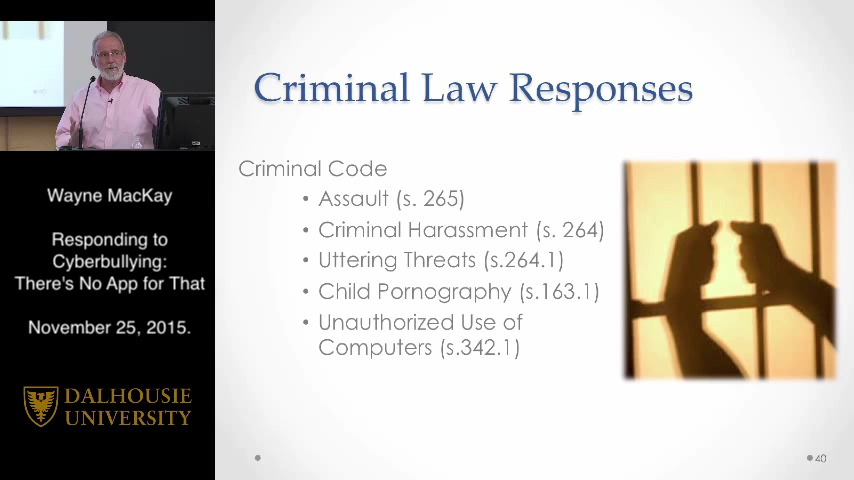 Wayne MacKay
Responding to
Cyberbullying:
There's No App for That
November 25, 2015.
DALHOUSIE
UNIVERSITY
Criminal Law Responses
Criminal Code
• Assault (s. 265)
• Criminal Harassment (s. 264)
• Uttering Threats (s.264.1)
• Child Pornography (s.163.1)
• Unauthorized Use of
Computers (s.342.1)
40